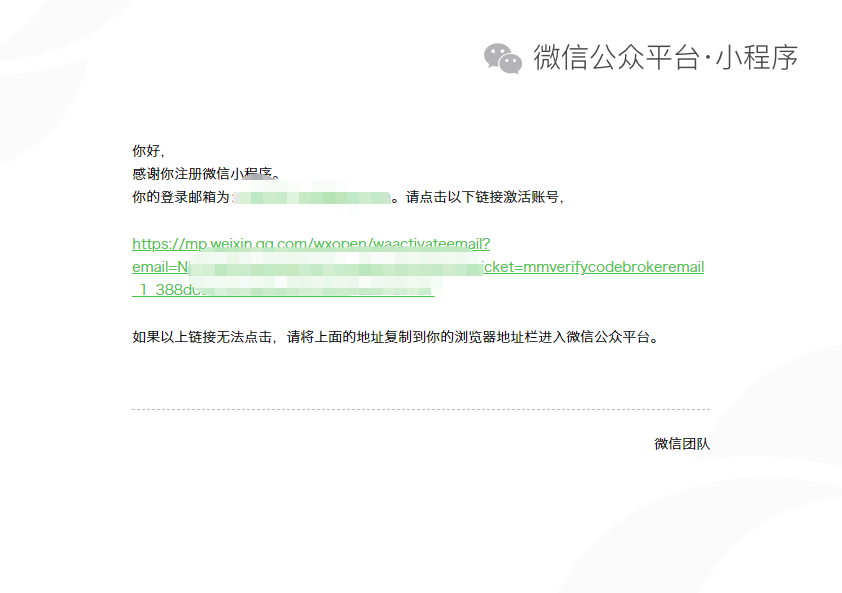 微信公众平台·小程序
你好，
感谢你注册微信小程序。
你的登录邮箱为：。请点击以下链接激活账号，
https://mp.weixin.qq.com/wxopen/waactivateemail?
email=N icket=mmverifycodebrokeremail
_1_388d
如果以上链接无法点击，请将上面的地址复制到你的浏览器地址栏进入微信公众平台。
微信团队